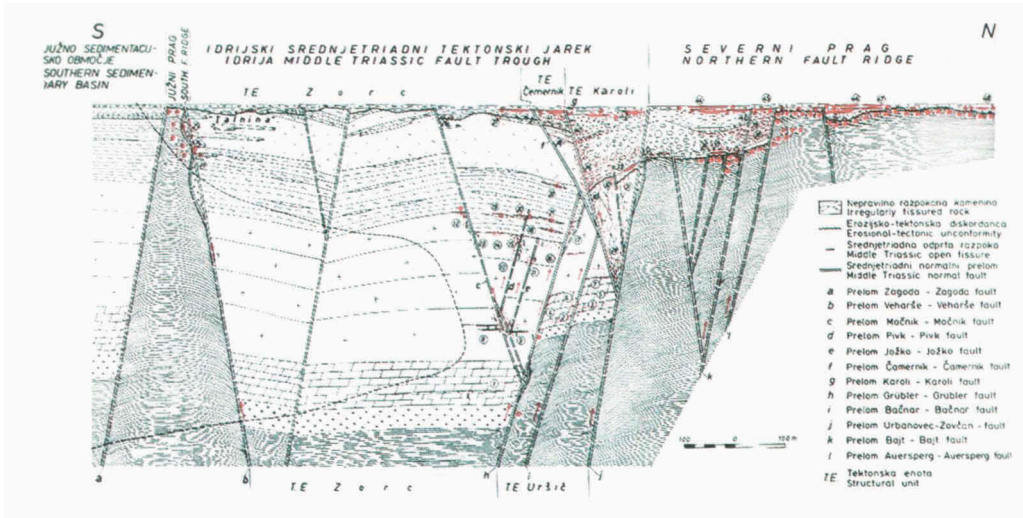 S
N
JUŽNO SEDIMENTACIJ-
SKO OBMOČJE
SOUTHERN SEDIMEN-
TARY BASIN
JUŽNI PRAG
SOUTH F. RIDGE
IDRIJSKI SREDNJETRIADNI TEKTONSKI JAREK
IDRIJA MIDDLE TRIASSIC FAULT TROUGH
SEVERNI PRAG
NORTHERN FAULT RIDGE
TE Zorc
TE
Čemernik
TE Karoli
g
Talnina
f
c
d
e
k
l
a
b
h
i
j
TE Zorc
TE Uršič
100 0 100 m
Nepravilno razpokana kamenina
Irregularly fissured rock
Erozijsko-tektonska diskordanca
Erosional-tectonic unconformity
Srednjetriadna odprta razpoka
Middle Triassic open fissure
Srednjetriadni normalni prelom
Middle Triassic normal fault
a Prelom Zagoda - Zagoda fault
b Prelom Veharše - Veharše fault
c Prelom Močnik - Močnik fault
d Prelom Pivk - Pivk fault
e Prelom Joško - Joško fault
f Prelom Čemernik - Čemernik fault
g Prelom Karoli - Karoli fault
h Prelom Grübler - Grübler fault
i Prelom Bačnar - Bačnar fault
j Prelom Urbanovec-Zovčan - fault
k Prelom Bajt - Bajt fault
l Prelom Auersperg - Auersperg fault
TE Tektonska enota
Structural unit